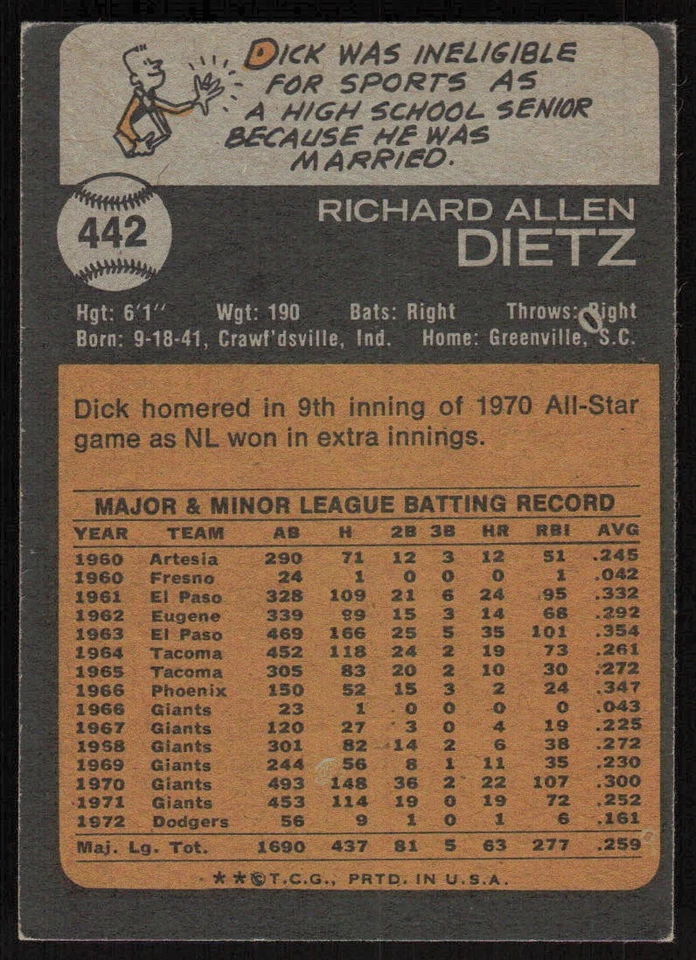 DICK WAS INELIGIBLE
FOR SPORTS AS
A HIGH SCHOOL SENIOR
BECAUSE HE WAS
MARRIED.
442
RICHARD ALLEN
DIETZ
Hgt: 6'1" Wgt: 190 Bats: Right Throws: Right
Born: 9-18-41, Crawf'dsville, Ind. Home: Greenville, S.C.
Dick homered in 9th inning of 1970 All-Star
game as NL won in extra innings.
MAJOR & MINOR LEAGUE BATTING RECORD
YEAR TEAM AB H 2B 3B HR RBI AVG
1960 Artesia 290 71 12 3 12 51 .245
1960 Fresno 24 1 0 0 0 1 .042
1961 El Paso 328 109 21 6 24 95 .332
1962 Eugene 339 99 15 3 14 68 .292
1963 El Paso 469 166 25 5 35 101 .354
1964 Tacoma 452 118 24 2 19 73 .261
1965 Tacoma 305 83 20 2 10 30 .272
1966 Phoenix 150 52 15 3 2 24 .347
1966 Giants 23 1 0 0 0 0 .043
1967 Giants 120 27 3 0 4 19 .225
1968 Giants 301 82 14 2 6 38 .272
1969 Giants 244 56 8 1 11 35 .230
1970 Giants 493 148 36 2 22 107 .300
1971 Giants 453 114 19 0 19 72 .252
1972 Dodgers 56 9 1 0 1 6 .161
Maj. Lg. Tot. 1690 437 81 5 63 277 .259
**©T.C.G., PRTD. IN U.S.A.